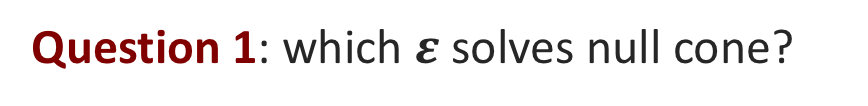 Question 1: which ε solves null cone?